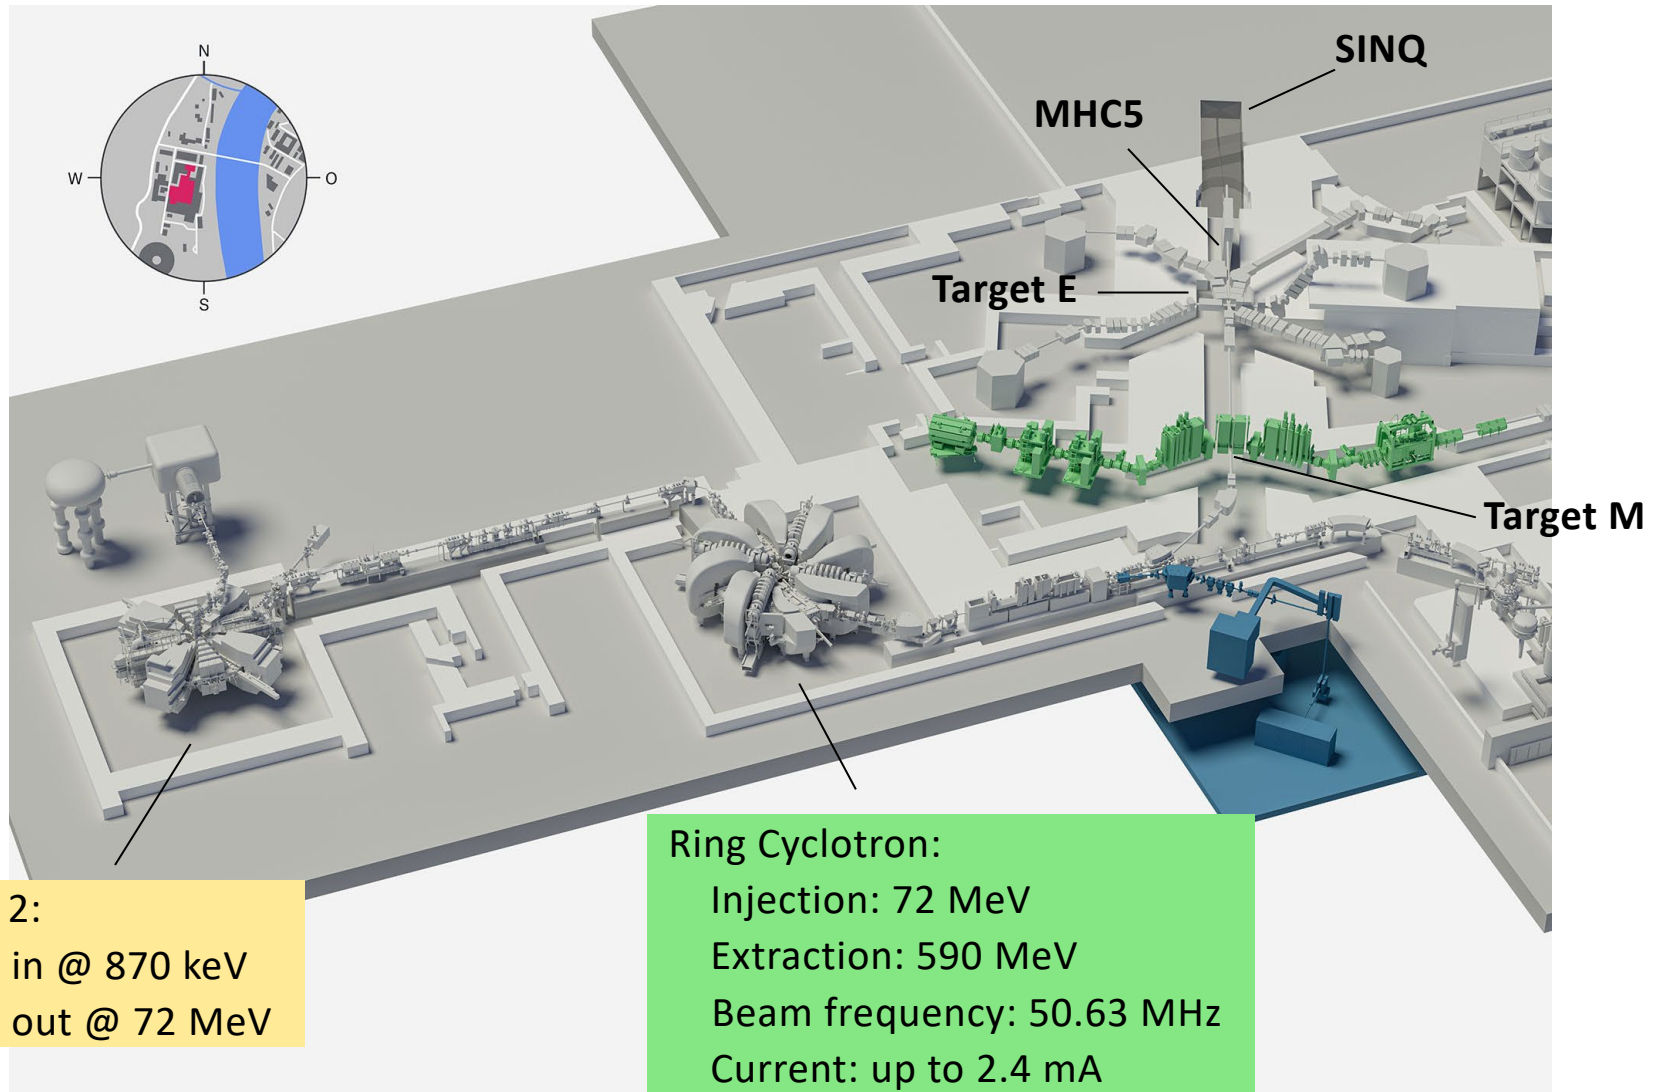 N
W
O
S
SINQ
MHC5
Target E
Target M
2:
in @ 870 keV
out @ 72 MeV
Ring Cyclotron:
Injection: 72 MeV
Extraction: 590 MeV
Beam frequency: 50.63 MHz
Current: up to 2.4 mA